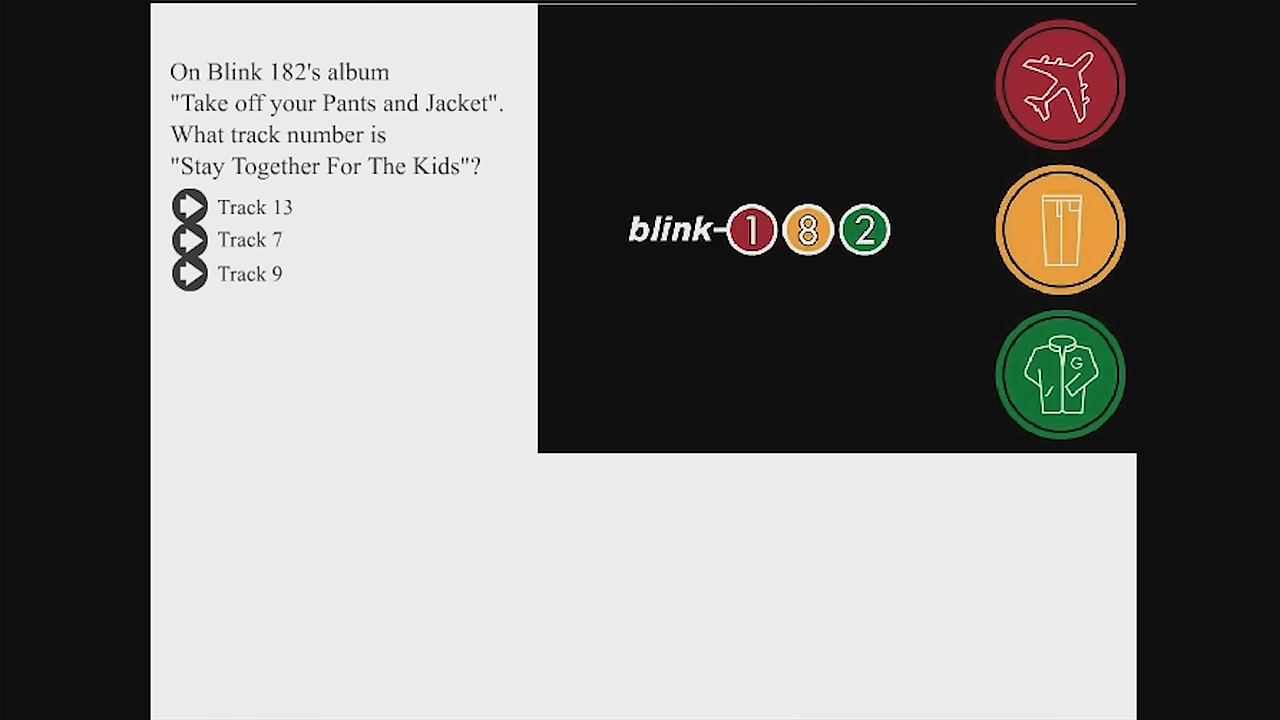 On Blink 182's album
"Take off your Pants and Jacket".
What track number is
"Stay Together For The Kids"?
Track 13
Track 7
Track 9
blink-182
G